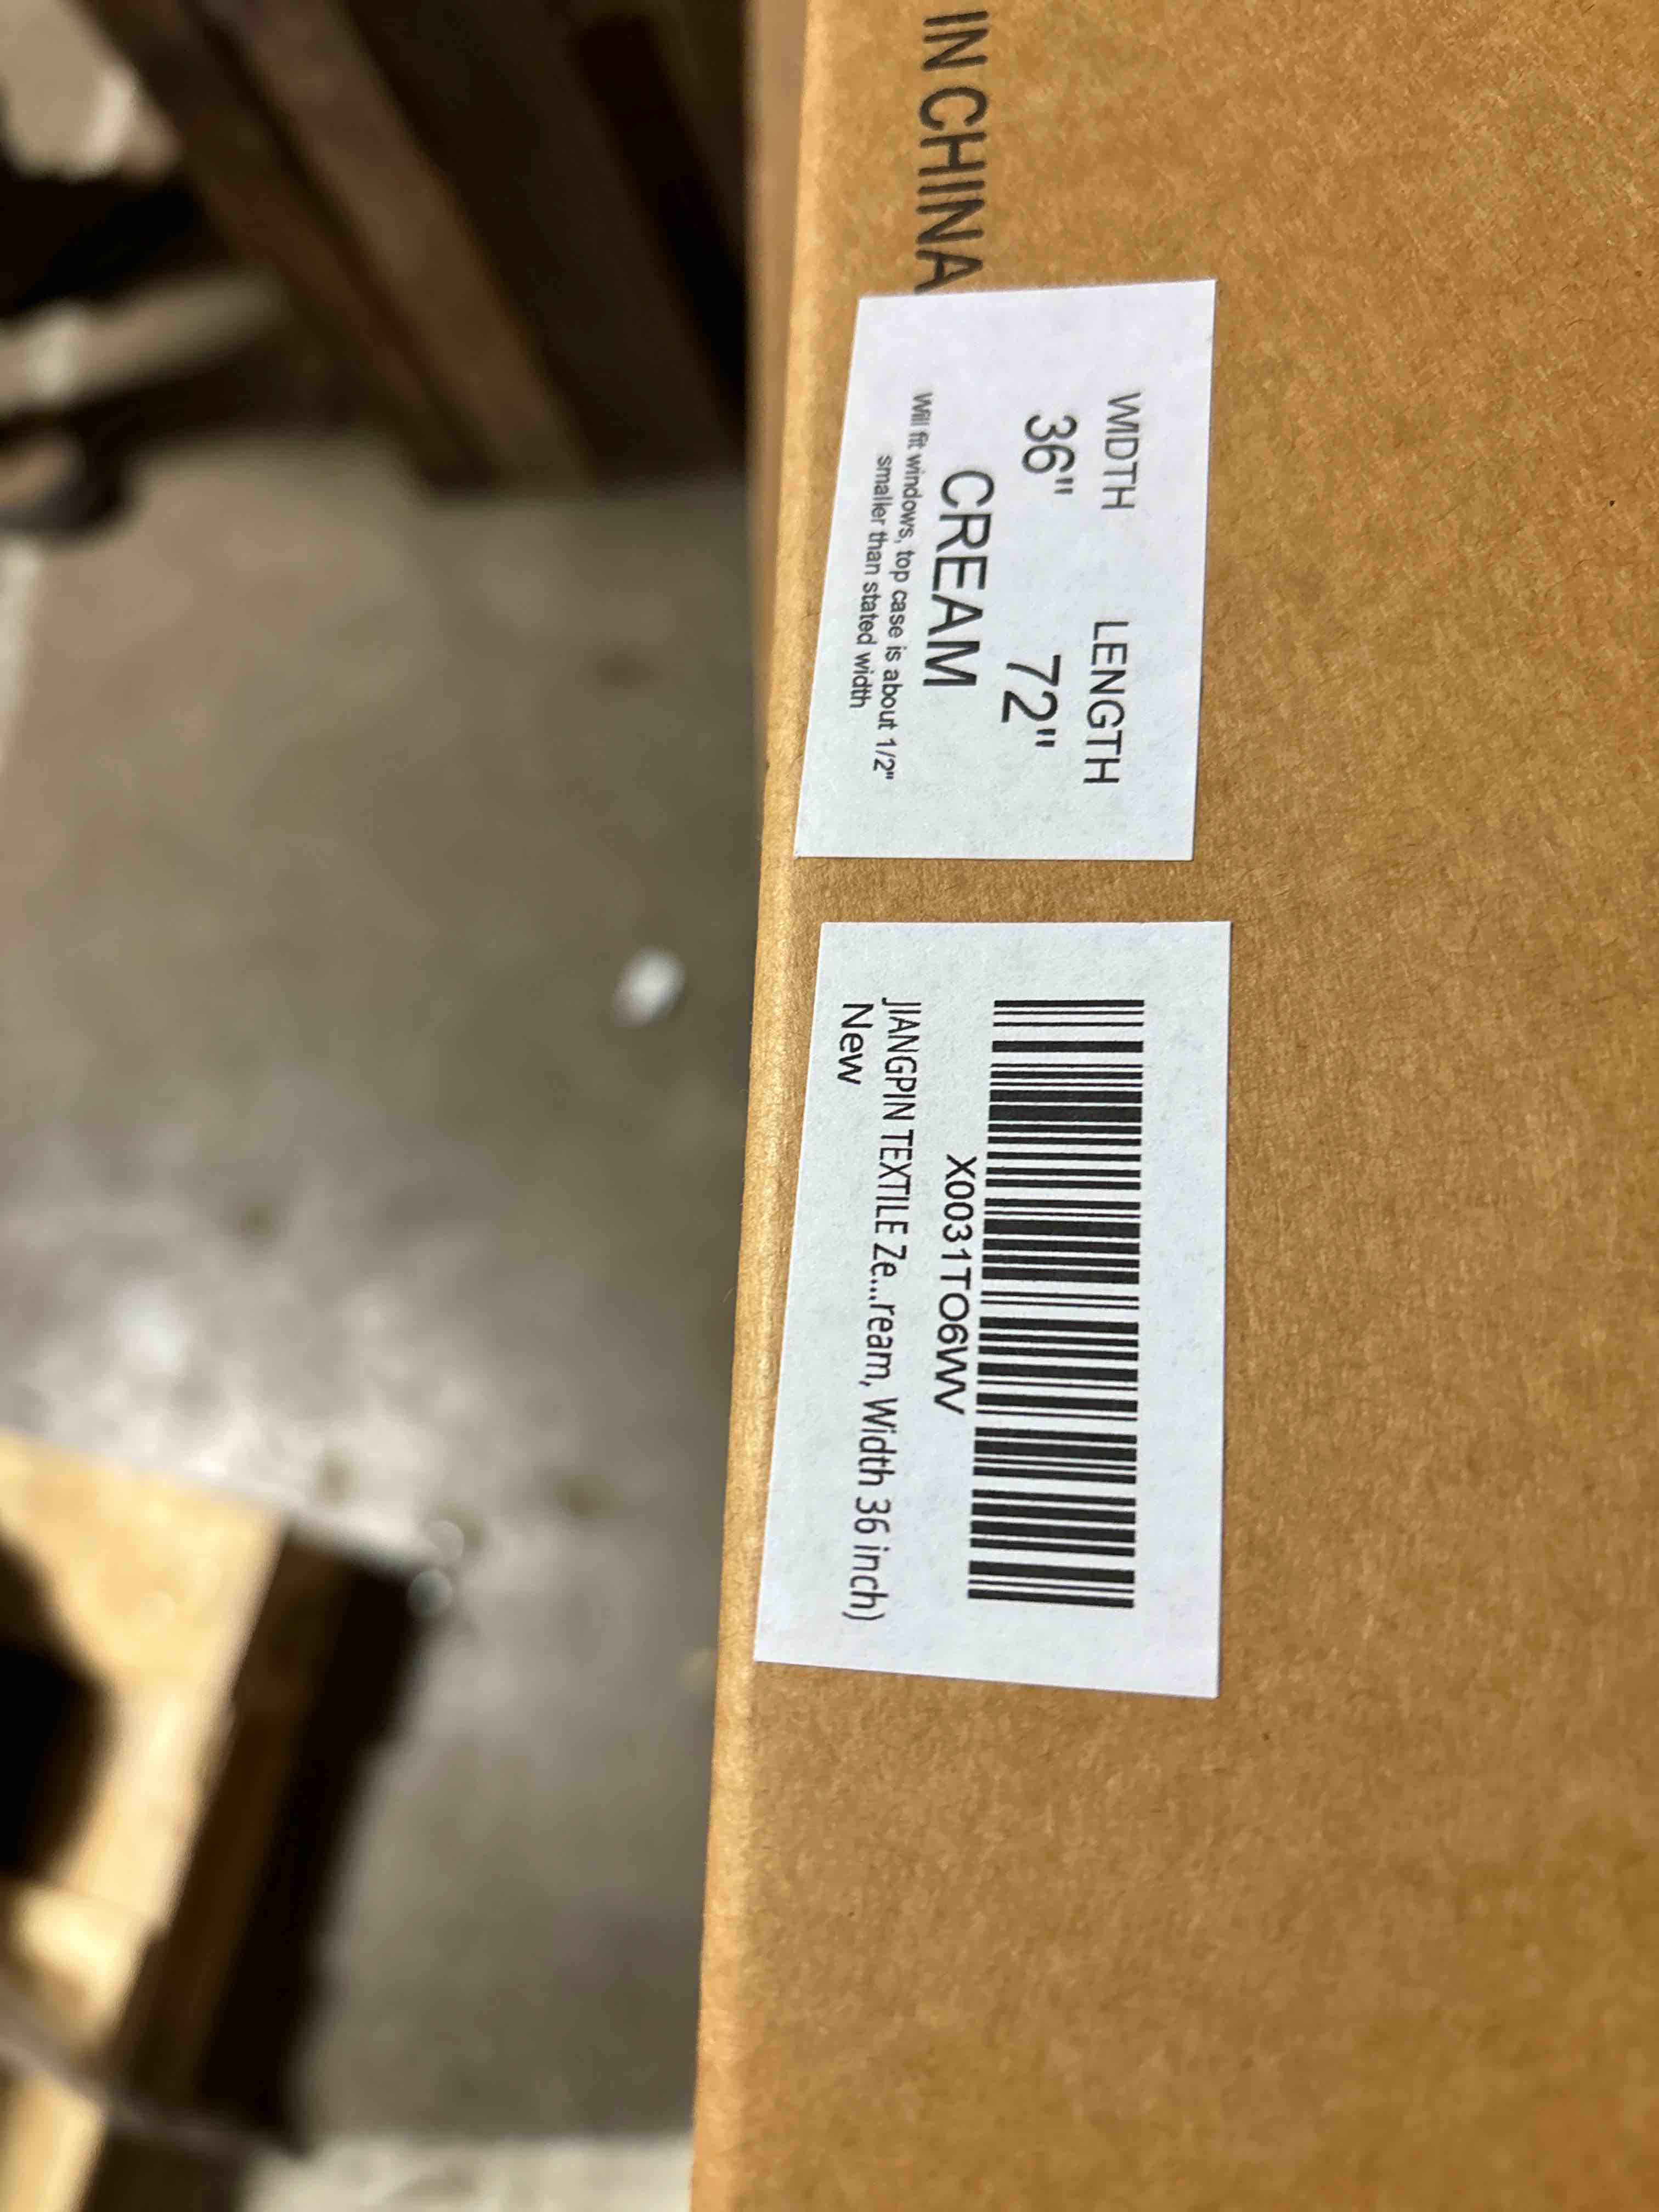 IN CHINA
WIDTH LENGTH
36" 72"
CREAM
Will fit windows, top case is about 1/2"
smaller than stated width
X0031TO6WV
JIANGPIN TEXTILE Ze...ream, Width 36 inch)
New